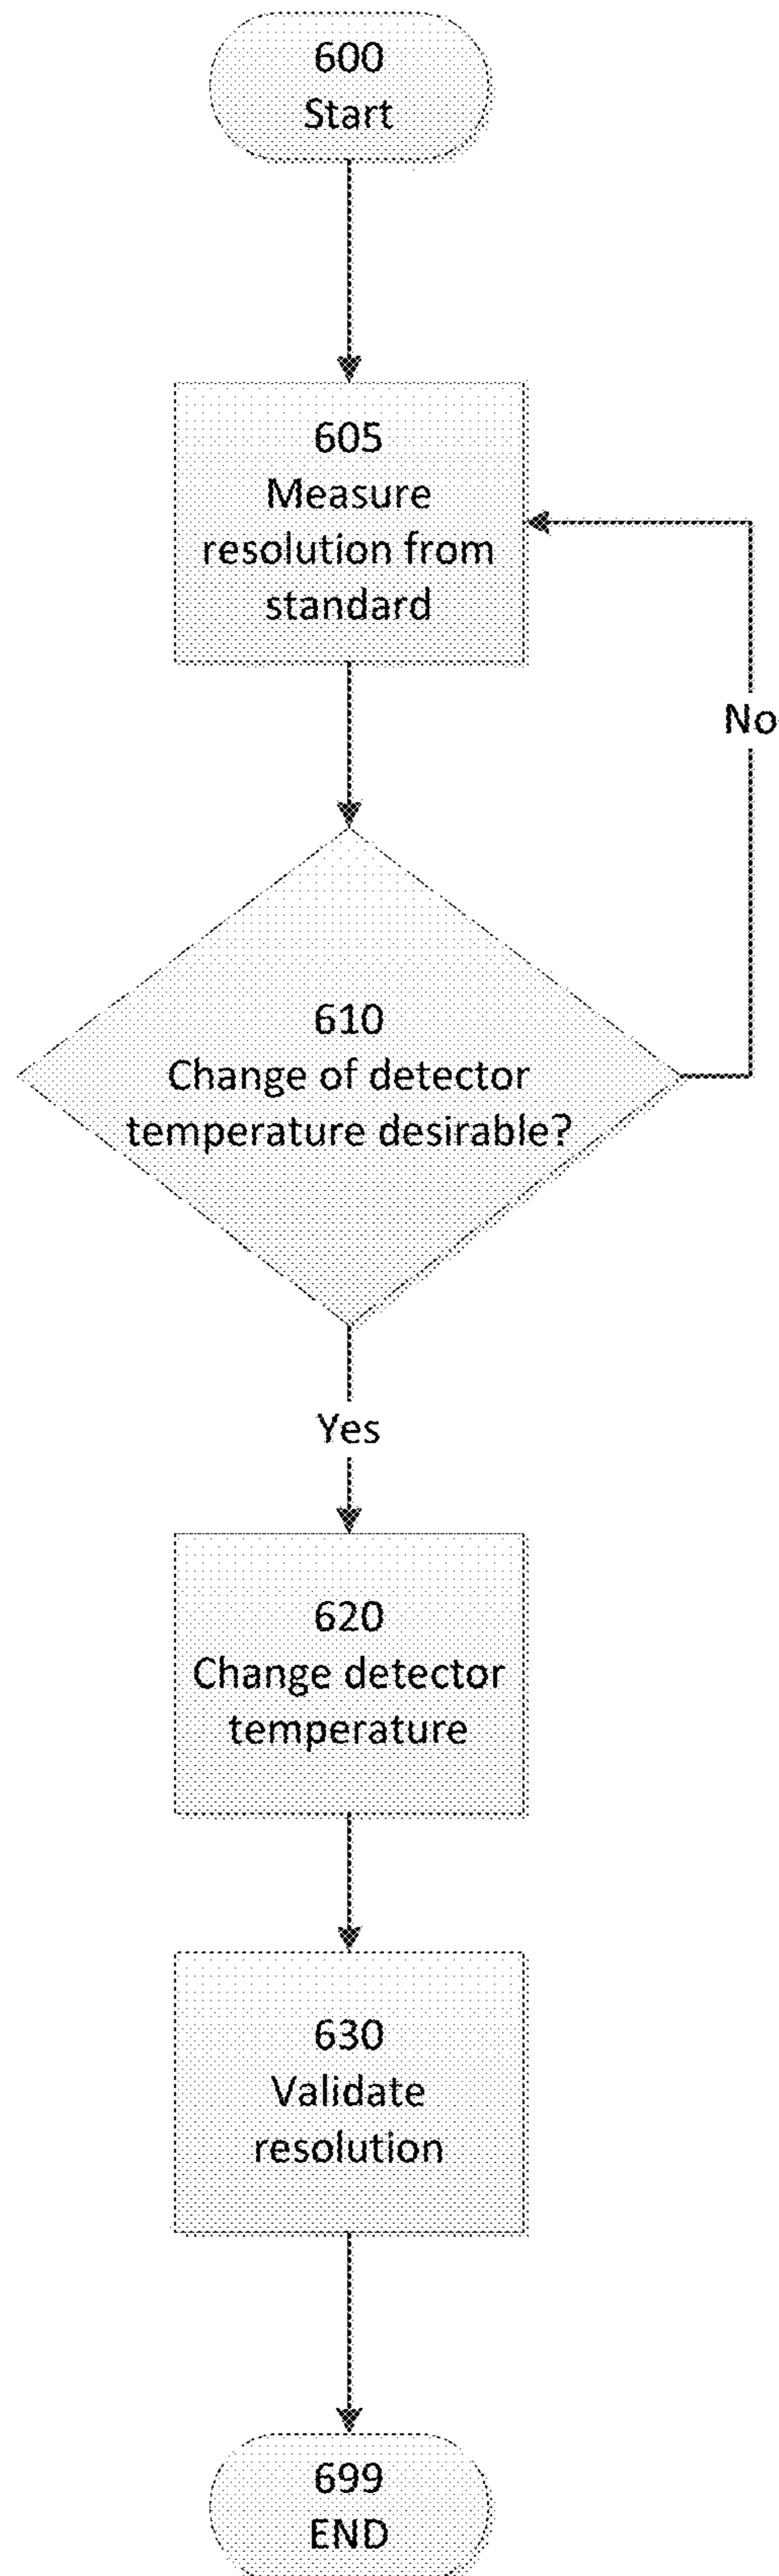 600
Start
605
Measure
resolution from
standard
No
610
Change of detector
temperature desirable?
Yes
620
Change detector
temperature
630
Validate
resolution
699
END